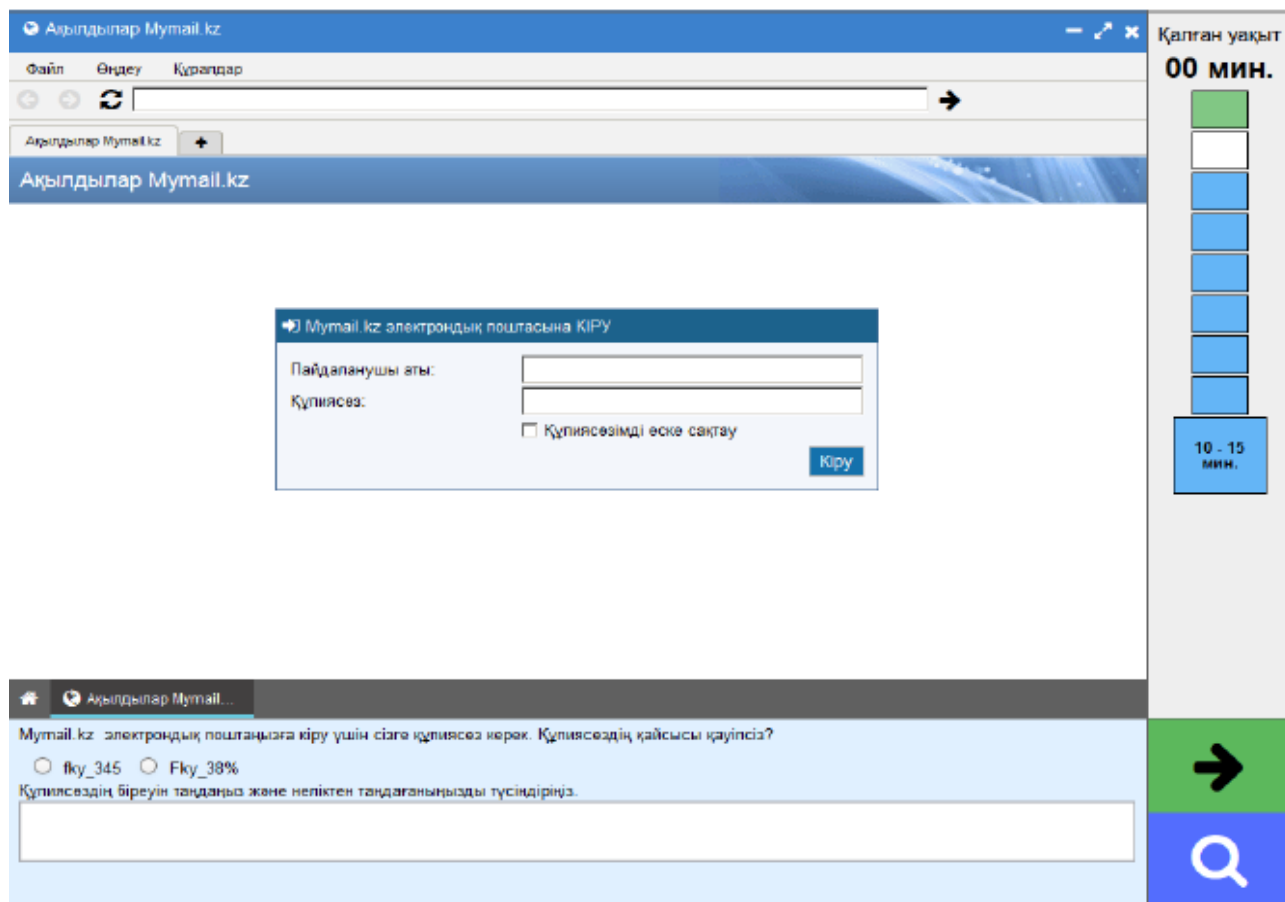 Ақылдылар Mymail.kz
Қалған уақыт
Файл Өңдеу Құралдар
00 мин.
Ақылдылар Mymail.kz
Ақылдылар Mymail.kz
Mymail.kz электрондық поштасына КІРУ
Пайдаланушы аты:
Құпиясөз:
Құпиясөзімді еске сақтау
Кіру
10 - 15
мин.
Ақылдылар Mymail...
Mymail.kz электрондық поштаңызға кіру үшін сізге құпиясөз керек. Құпиясөздің қайсысы қауіпсіз?
fky_345 Fky_38%
Құпиясөздің біреуін таңдаңыз және неліктен таңдағаныңызды түсіндіріңіз.